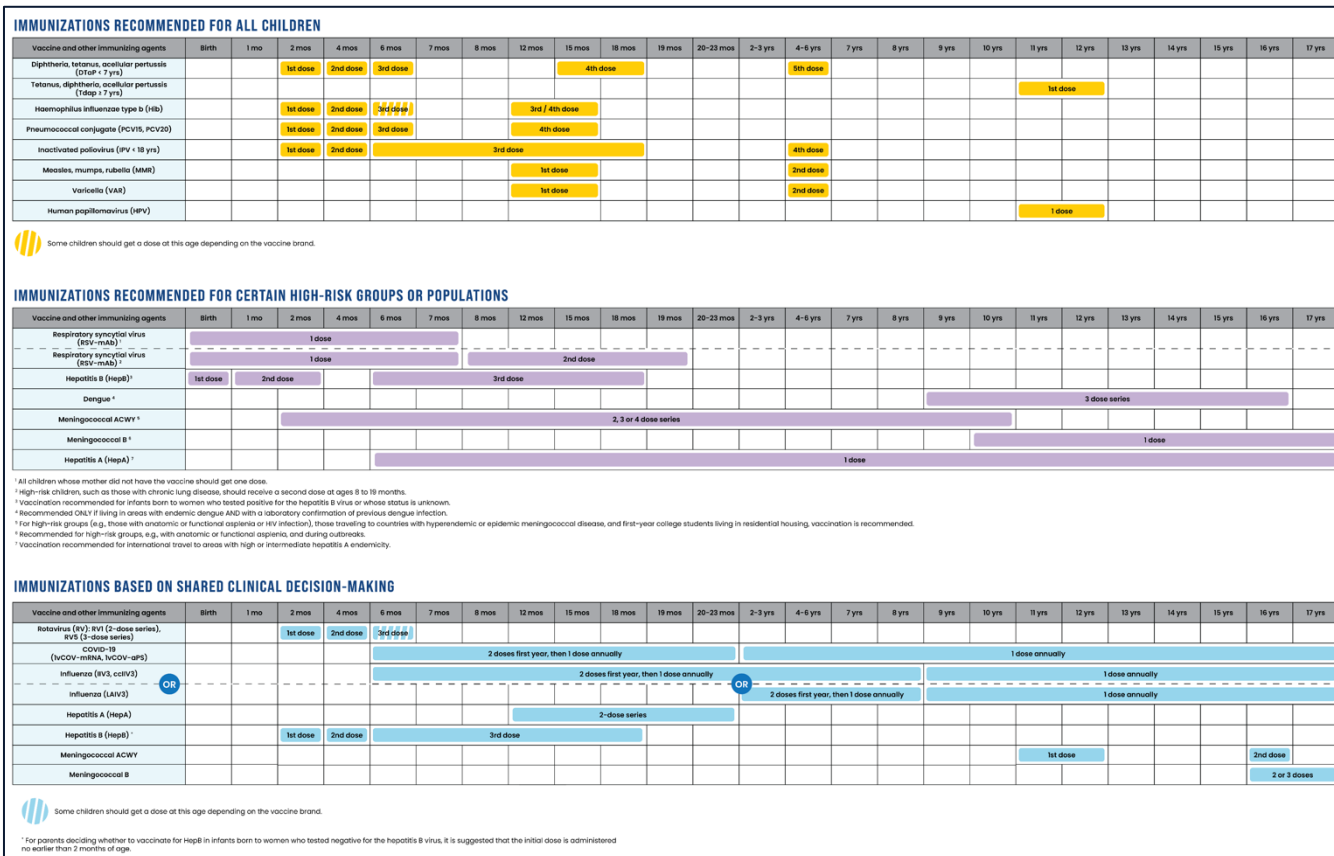 IMMUNIZATIONS RECOMMENDED FOR ALL CHILDREN
Vaccine and other immunizing agents Birth 1 mo 2 mos 4 mos 6 mos 7 mos 8 mos 12 mos 15 mos 18 mos 19 mos 20-23 mos 2-3 yrs 4-6 yrs 7 yrs 8 yrs 9 yrs 10 yrs 11 yrs 12 yrs 13 yrs 14 yrs 15 yrs 16 yrs 17 yrs
Diphtheria, tetanus, acellular pertussis
(DTaP < 7 yrs)
1st dose 2nd dose 3rd dose 4th dose 5th dose
Tetanus, diphtheria, acellular pertussis
(Tdap ≥ 7 yrs)
1st dose
Haemophilus influenzae type b (Hib) 1st dose 2nd dose 3rd dose 3rd / 4th dose
Pneumococcal conjugate (PCV15, PCV20) 1st dose 2nd dose 3rd dose 4th dose
Inactivated poliovirus (IPV < 18 yrs) 1st dose 2nd dose 3rd dose 4th dose
Measles, mumps, rubella (MMR) 1st dose 2nd dose
Varicella (VAR) 1st dose 2nd dose
Human papillomavirus (HPV) 1 dose
Some children should get a dose at this age depending on the vaccine brand.
IMMUNIZATIONS RECOMMENDED FOR CERTAIN HIGH-RISK GROUPS OR POPULATIONS
Vaccine and other immunizing agents Birth 1 mo 2 mos 4 mos 6 mos 7 mos 8 mos 12 mos 15 mos 18 mos 19 mos 20-23 mos 2-3 yrs 4-6 yrs 7 yrs 8 yrs 9 yrs 10 yrs 11 yrs 12 yrs 13 yrs 14 yrs 15 yrs 16 yrs 17 yrs
Respiratory syncytial virus
(RSV-mAb) ¹
1 dose
Respiratory syncytial virus
(RSV-mAb) ²
1 dose 2nd dose
Hepatitis B (HepB)³ 1st dose 2nd dose 3rd dose
Dengue ⁴ 3 dose series
Meningococcal ACWY ⁵ 2, 3 or 4 dose series
Meningococcal B ⁶ 1 dose
Hepatitis A (HepA) ⁷ 1 dose
¹ All children whose mother did not have the vaccine should get one dose.
² High-risk children, such as those with chronic lung disease, should receive a second dose at ages 8 to 19 months.
³ Vaccination recommended for infants born to women who tested positive for the hepatitis B virus or whose status is unknown.
⁴ Recommended ONLY if living in areas with endemic dengue AND with a laboratory confirmation of previous dengue infection.
⁵ For high-risk groups (e.g., those with anatomic or functional asplenia or HIV infection), those traveling to countries with hyperendemic or epidemic meningococcal disease, and first-year college students living in residential housing, vaccination is recommended.
⁶ Recommended for high-risk groups, e.g., with anatomic or functional asplenia, and during outbreaks.
⁷ Vaccination recommended for international travel to areas with high or intermediate hepatitis A endemicity.
IMMUNIZATIONS BASED ON SHARED CLINICAL DECISION-MAKING
Vaccine and other immunizing agents Birth 1 mo 2 mos 4 mos 6 mos 7 mos 8 mos 12 mos 15 mos 18 mos 19 mos 20-23 mos 2-3 yrs 4-6 yrs 7 yrs 8 yrs 9 yrs 10 yrs 11 yrs 12 yrs 13 yrs 14 yrs 15 yrs 16 yrs 17 yrs
Rotavirus (RV): RV1 (2-dose series),
RV5 (3-dose series)
1st dose 2nd dose 3rd dose
COVID-19
(1vCOV-mRNA, 1vCOV-aPS)
2 doses first year, then 1 dose annually 1 dose annually
Influenza (IIV3, ccIIV3) 2 doses first year, then 1 dose annually 1 dose annually
OR OR
Influenza (LAIV3) 2 doses first year, then 1 dose annually 1 dose annually
Hepatitis A (HepA) 2-dose series
Hepatitis B (HepB) * 1st dose 2nd dose 3rd dose
Meningococcal ACWY 1st dose 2nd dose
Meningococcal B 2 or 3 doses
Some children should get a dose at this age depending on the vaccine brand.
* For parents deciding whether to vaccinate for HepB in infants born to women who tested negative for the hepatitis B virus, it is suggested that the initial dose is administered
no earlier than 2 months of age.